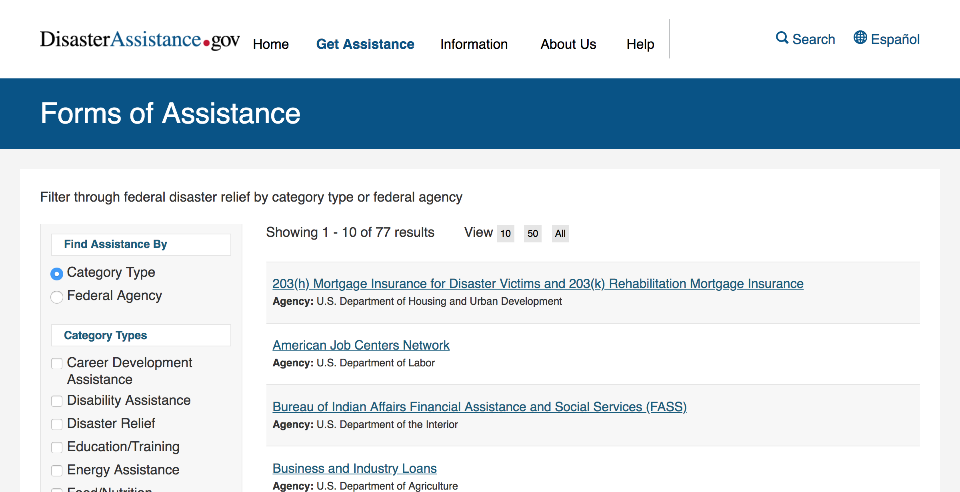 DisasterAssistance.gov Home Get Assistance Information About Us Help Search Español
Forms of Assistance
Filter through federal disaster relief by category type or federal agency
Find Assistance By
Category Type
Federal Agency
Category Types
Career Development
Assistance
Disability Assistance
Disaster Relief
Education/Training
Energy Assistance
Food/Nutrition
Showing 1 - 10 of 77 results View 10 50 All
203(h) Mortgage Insurance for Disaster Victims and 203(k) Rehabilitation Mortgage Insurance
Agency: U.S. Department of Housing and Urban Development
American Job Centers Network
Agency: U.S. Department of Labor
Bureau of Indian Affairs Financial Assistance and Social Services (FASS)
Agency: U.S. Department of the Interior
Business and Industry Loans
Agency: U.S. Department of Agriculture